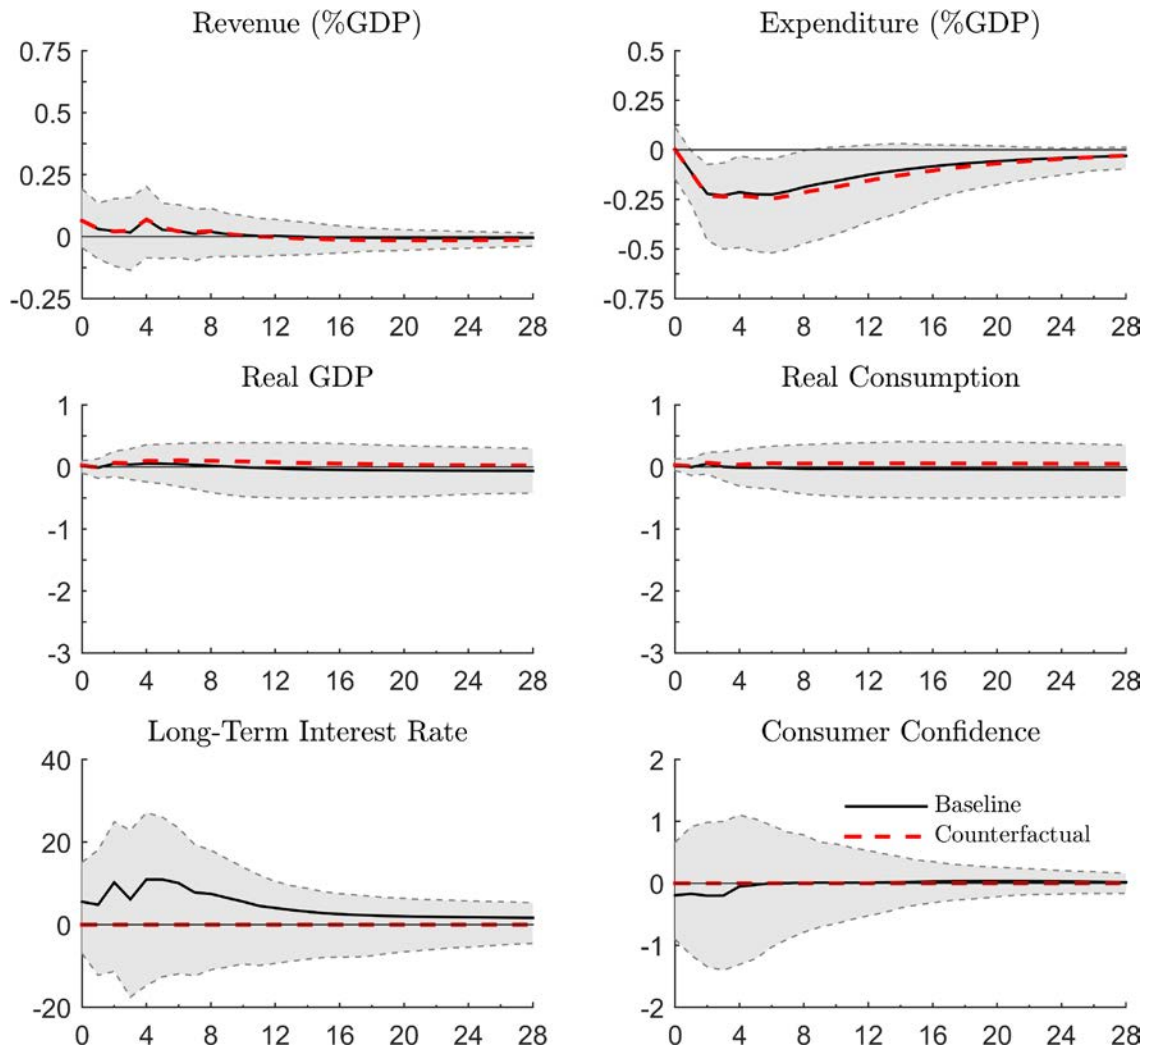 Revenue (%GDP)
0.75
0.5
0.25
0
-0.25
0 4 8 12 16 20 24 28
Expenditure (%GDP)
0.5
0.25
0
-0.25
-0.5
-0.75
0 4 8 12 16 20 24 28
Real GDP
1
0
-1
-2
-3
0 4 8 12 16 20 24 28
Real Consumption
1
0
-1
-2
-3
0 4 8 12 16 20 24 28
Long-Term Interest Rate
40
20
0
-20
0 4 8 12 16 20 24 28
Consumer Confidence
2
1
0
-1
-2
Baseline
Counterfactual
0 4 8 12 16 20 24 28